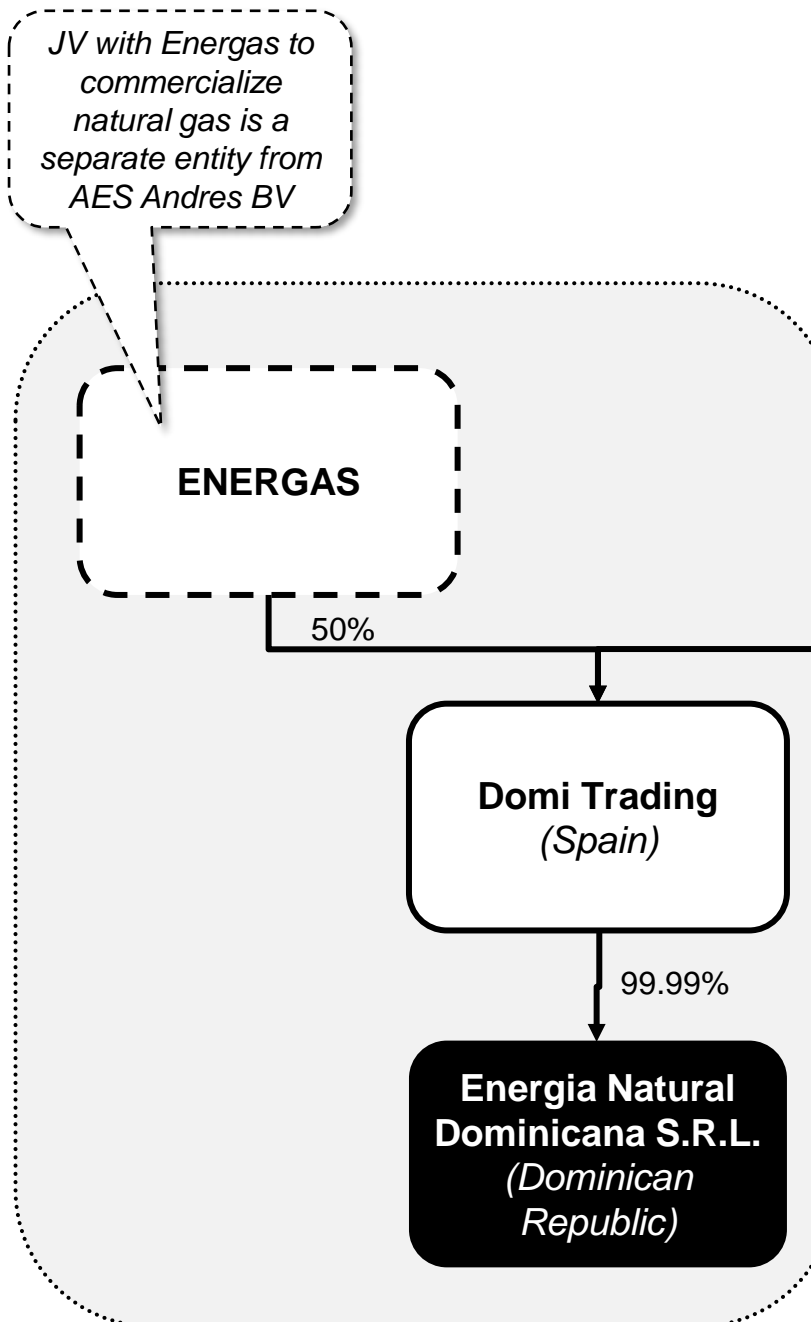 JV with Energas to
commercialize
natural gas is a
separate entity from
AES Andres BV
ENERGAS
50%
Domi Trading
(Spain)
99.99%
Energia Natural
Dominicana S.R.L.
(Dominican
Republic)